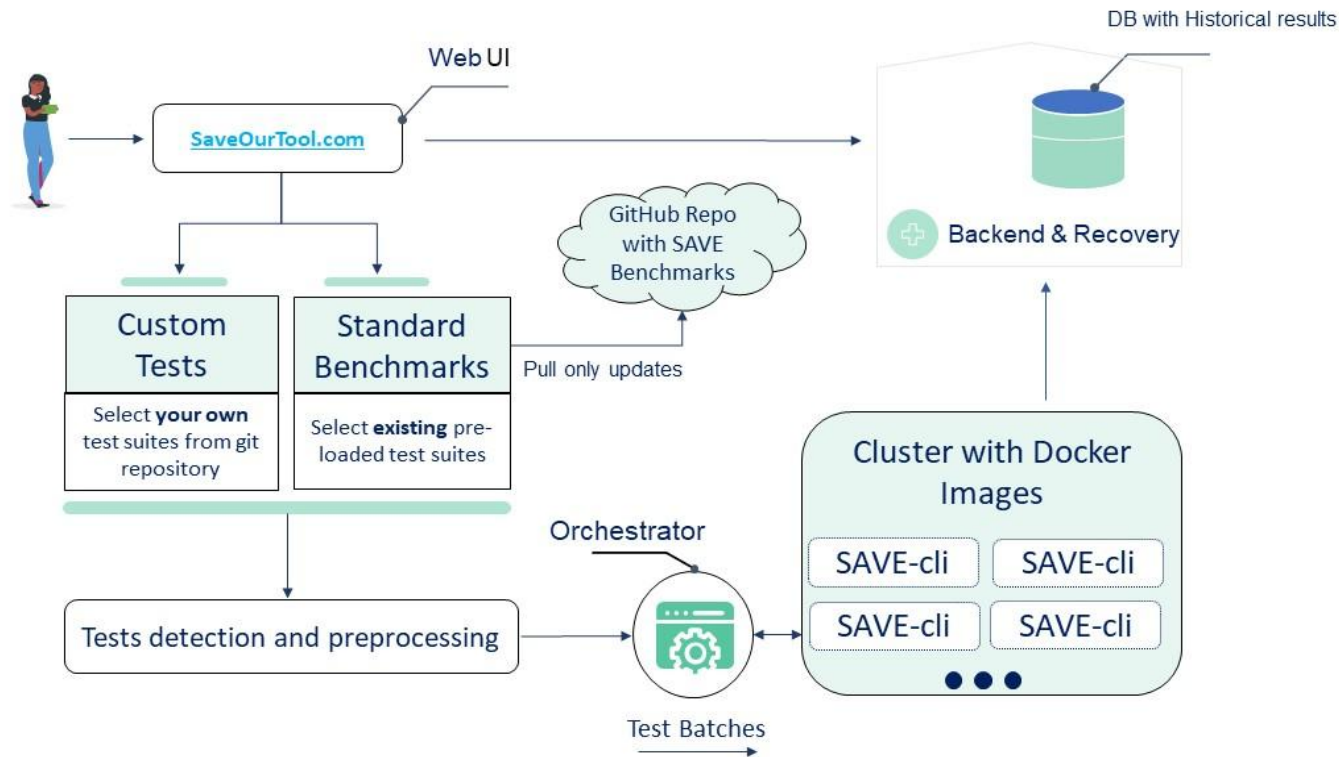 DB with Historical results
Web UI
SaveOurTool.com
GitHub Repo
with SAVE
Benchmarks
Backend & Recovery
Custom
Tests
Standard
Benchmarks
Pull only updates
Select your own
test suites from git
repository
Select existing pre-
loaded test suites
Cluster with Docker
Images
Orchestrator
SAVE-cli
SAVE-cli
SAVE-cli
SAVE-cli
Tests detection and preprocessing
Test Batches